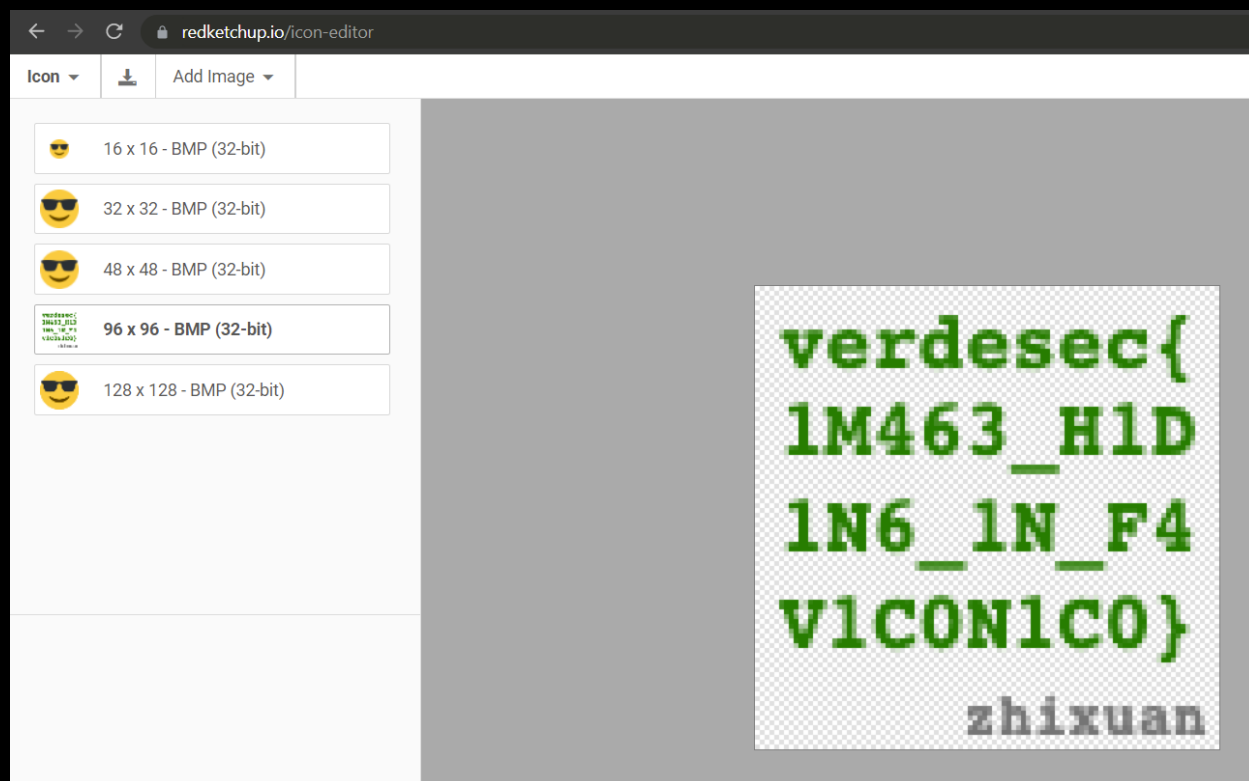 redketchup.io/icon-editor
Icon
Add Image
16 x 16 - BMP (32-bit)
32 x 32 - BMP (32-bit)
48 x 48 - BMP (32-bit)
96 x 96 - BMP (32-bit)
128 x 128 - BMP (32-bit)
verdesec{
1M463_H1D
1N6_1N_F4
V1C0N1C0}
zhixuan